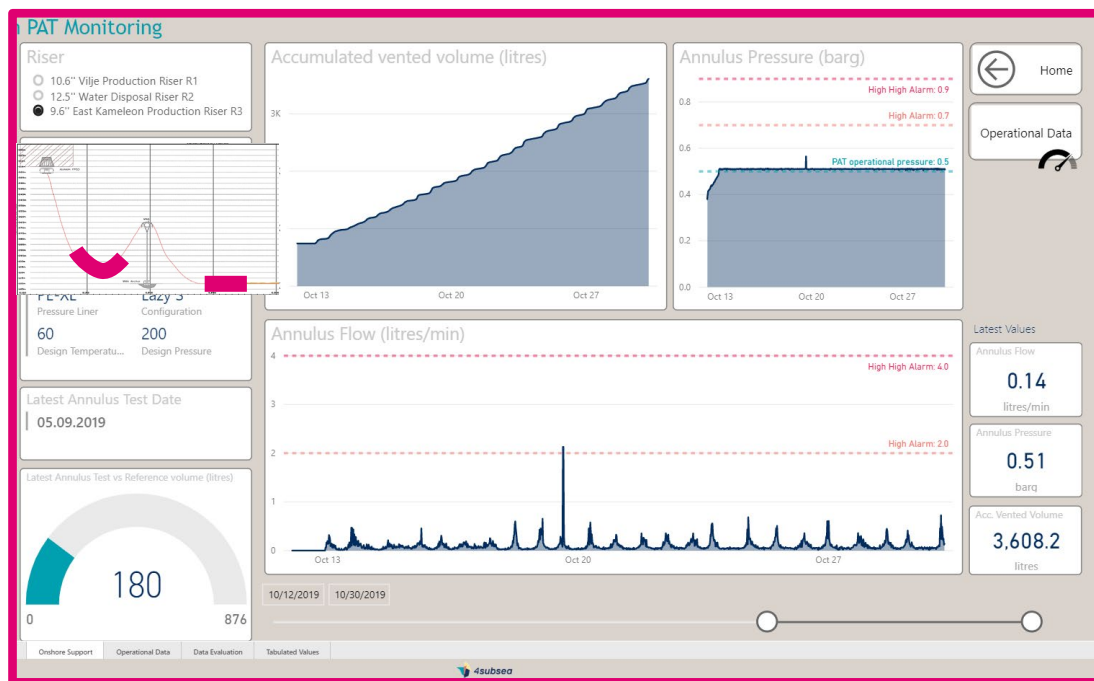 PAT Monitoring
Riser
10.6'' Vilje Production Riser R1
12.5'' Water Disposal Riser R2
9.6'' East Kameleon Production Riser R3
Pressure Liner
Configuration
60
200
Design Temperatu...
Design Pressure
Latest Annulus Test Date
05.09.2019
Latest Annulus Test vs Reference volume (litres)
180
0
876
Accumulated vented volume (litres)
3K
Oct 13
Oct 20
Oct 27
Annulus Pressure (barg)
High High Alarm: 0.9
0.8
High Alarm: 0.7
0.6
PAT operational pressure: 0.5
0.4
0.2
0.0
Oct 13
Oct 20
Oct 27
Annulus Flow (litres/min)
4
High High Alarm: 4.0
3
High Alarm: 2.0
2
1
0
Oct 13
Oct 20
Oct 27
10/12/2019
10/30/2019
Home
Operational Data
Latest Values
Annulus Flow
0.14
litres/min
Annulus Pressure
0.51
barg
Acc. Vented Volume
3,608.2
litres
Onshore Support
Operational Data
Data Evaluation
Tabulated Values
4subsea